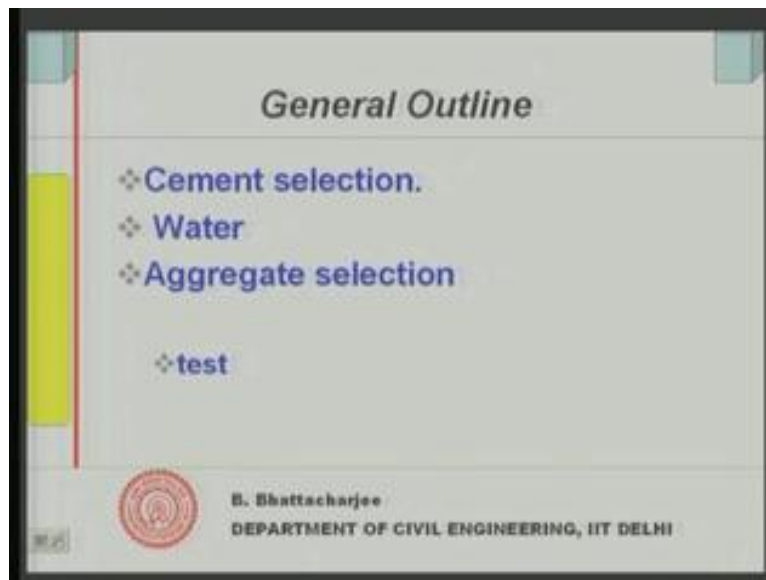 General Outline
Cement selection.
Water
Aggregate selection
test
B. Bhattacharjee
DEPARTMENT OF CIVIL ENGINEERING, IIT DELHI